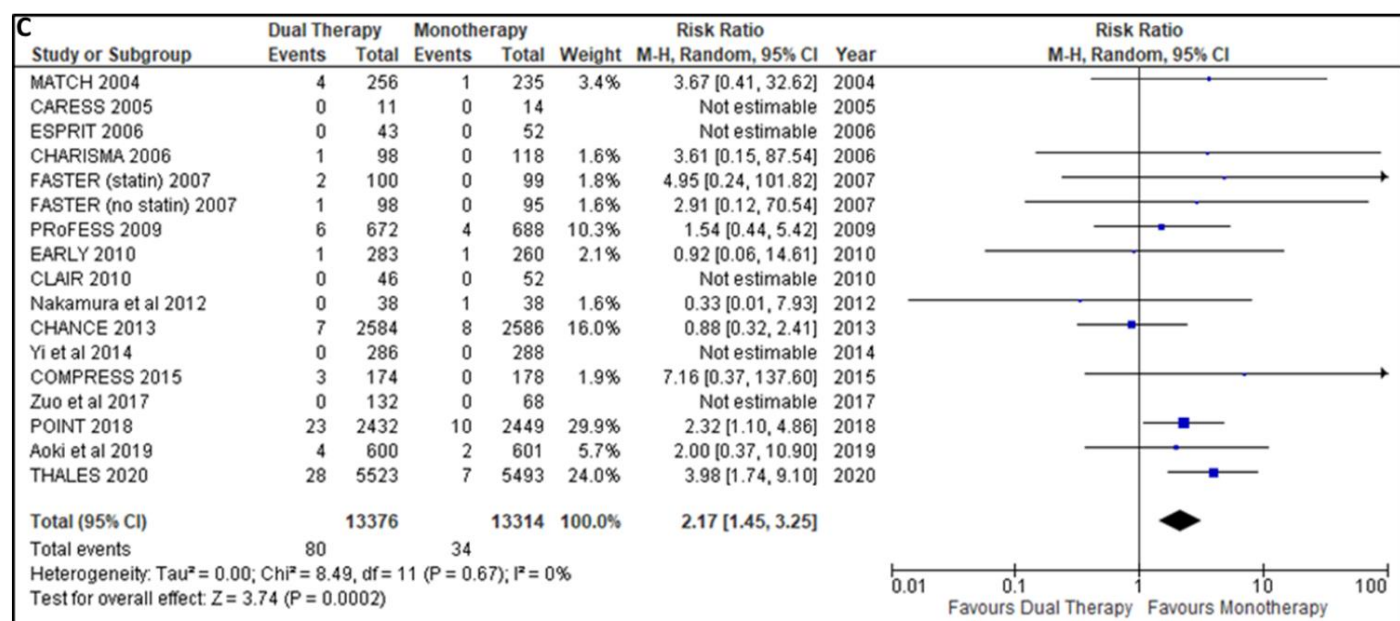 C
Dual Therapy Monotherapy Risk Ratio Risk Ratio
Study or Subgroup Events Total Events Total Weight M-H, Random, 95% CI Year M-H, Random, 95% CI
MATCH 2004 4 256 1 235 3.4% 3.67 [0.41, 32.62] 2004
CARESS 2005 0 11 0 14 Not estimable 2005
ESPRIT 2006 0 43 0 52 Not estimable 2006
CHARISMA 2006 1 98 0 118 1.6% 3.61 [0.15, 87.54] 2006
FASTER (statin) 2007 2 100 0 99 1.8% 4.95 [0.24, 101.82] 2007
FASTER (no statin) 2007 1 98 0 95 1.6% 2.91 [0.12, 70.54] 2007
PRoFESS 2009 6 672 4 688 10.3% 1.54 [0.44, 5.42] 2009
EARLY 2010 1 283 1 260 2.1% 0.92 [0.06, 14.61] 2010
CLAIR 2010 0 46 0 52 Not estimable 2010
Nakamura et al 2012 0 38 1 38 1.6% 0.33 [0.01, 7.93] 2012
CHANCE 2013 7 2584 8 2586 16.0% 0.88 [0.32, 2.41] 2013
Yi et al 2014 0 286 0 288 Not estimable 2014
COMPRESS 2015 3 174 0 178 1.9% 7.16 [0.37, 137.60] 2015
Zuo et al 2017 0 132 0 68 Not estimable 2017
POINT 2018 23 2432 10 2449 29.9% 2.32 [1.10, 4.86] 2018
Aoki et al 2019 4 600 2 601 5.7% 2.00 [0.37, 10.90] 2019
THALES 2020 28 5523 7 5493 24.0% 3.98 [1.74, 9.10] 2020
Total (95% CI) 13376 13314 100.0% 2.17 [1.45, 3.25]
Total events 80 34
Heterogeneity: Tau² = 0.00; Chi² = 8.49, df = 11 (P = 0.67); I² = 0%
Test for overall effect: Z = 3.74 (P = 0.0002)
0.01 0.1 1 10 100
Favours Dual Therapy Favours Monotherapy